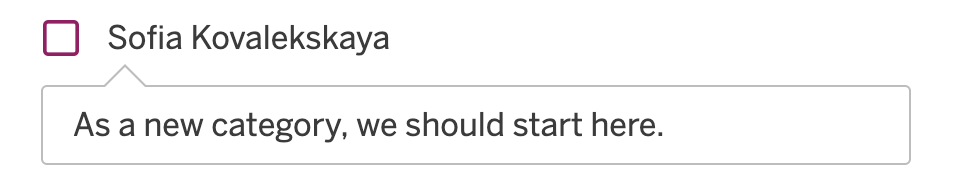 Sofia Kovalekskaya
As a new category, we should start here.